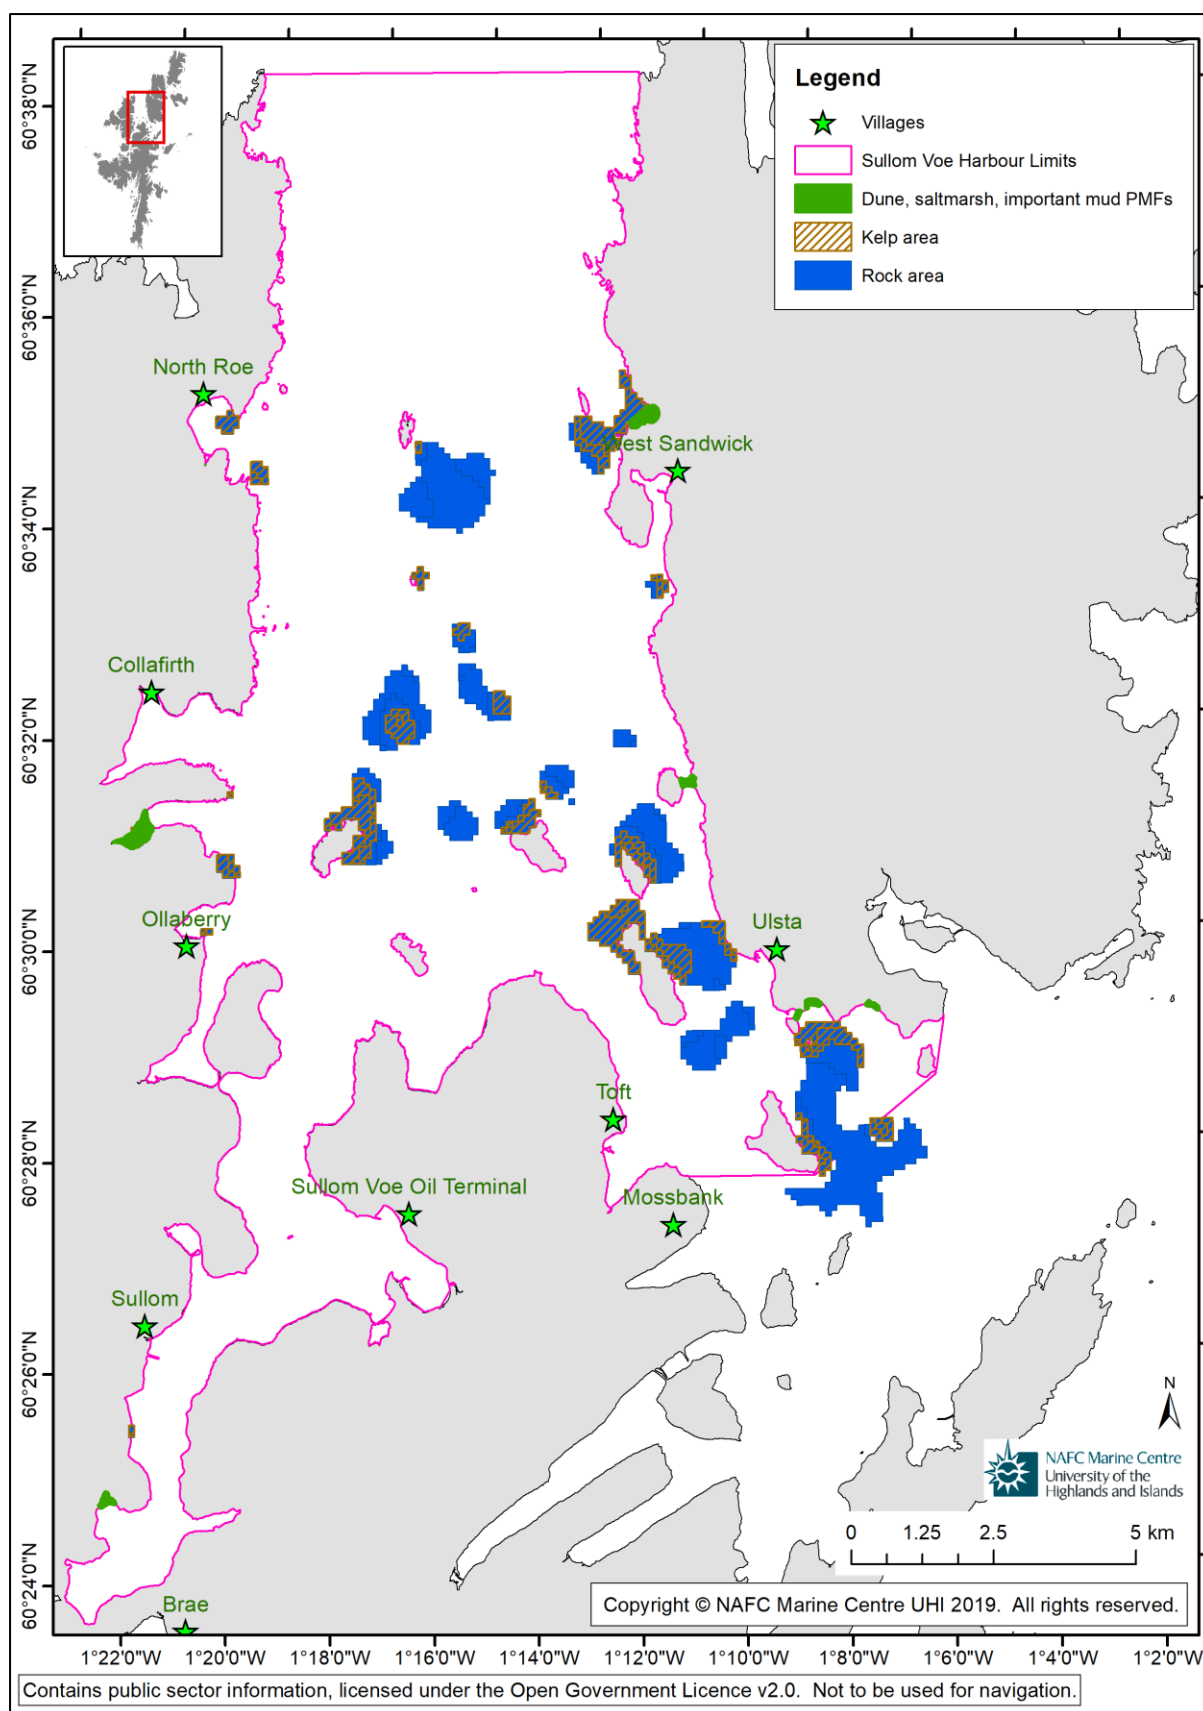 Legend
Villages
Sullom Voe Harbour Limits
Dune, saltmarsh, important mud PMFs
Kelp area
Rock area
60°38'0"N
60°36'0"N
60°34'0"N
60°32'0"N
60°30'0"N
60°28'0"N
60°26'0"N
60°24'0"N
North Roe
West Sandwick
Collafirth
Ollaberry
Ulsta
Toft
Sullom Voe Oil Terminal
Mossbank
Sullom
Brae
N
NAFC Marine Centre
University of the
Highlands and Islands
0 1.25 2.5 5 km
Copyright © NAFC Marine Centre UHI 2019. All rights reserved.
1°22'0"W 1°20'0"W 1°16'0"W 1°14'0"W 1°12'0"W 1°10'0"W 1°8'0"W 1°6'0"W 1°4'0"W 1°2'0"W
Contains public sector information, licensed under the Open Government Licence v2.0. Not to be used for navigation.